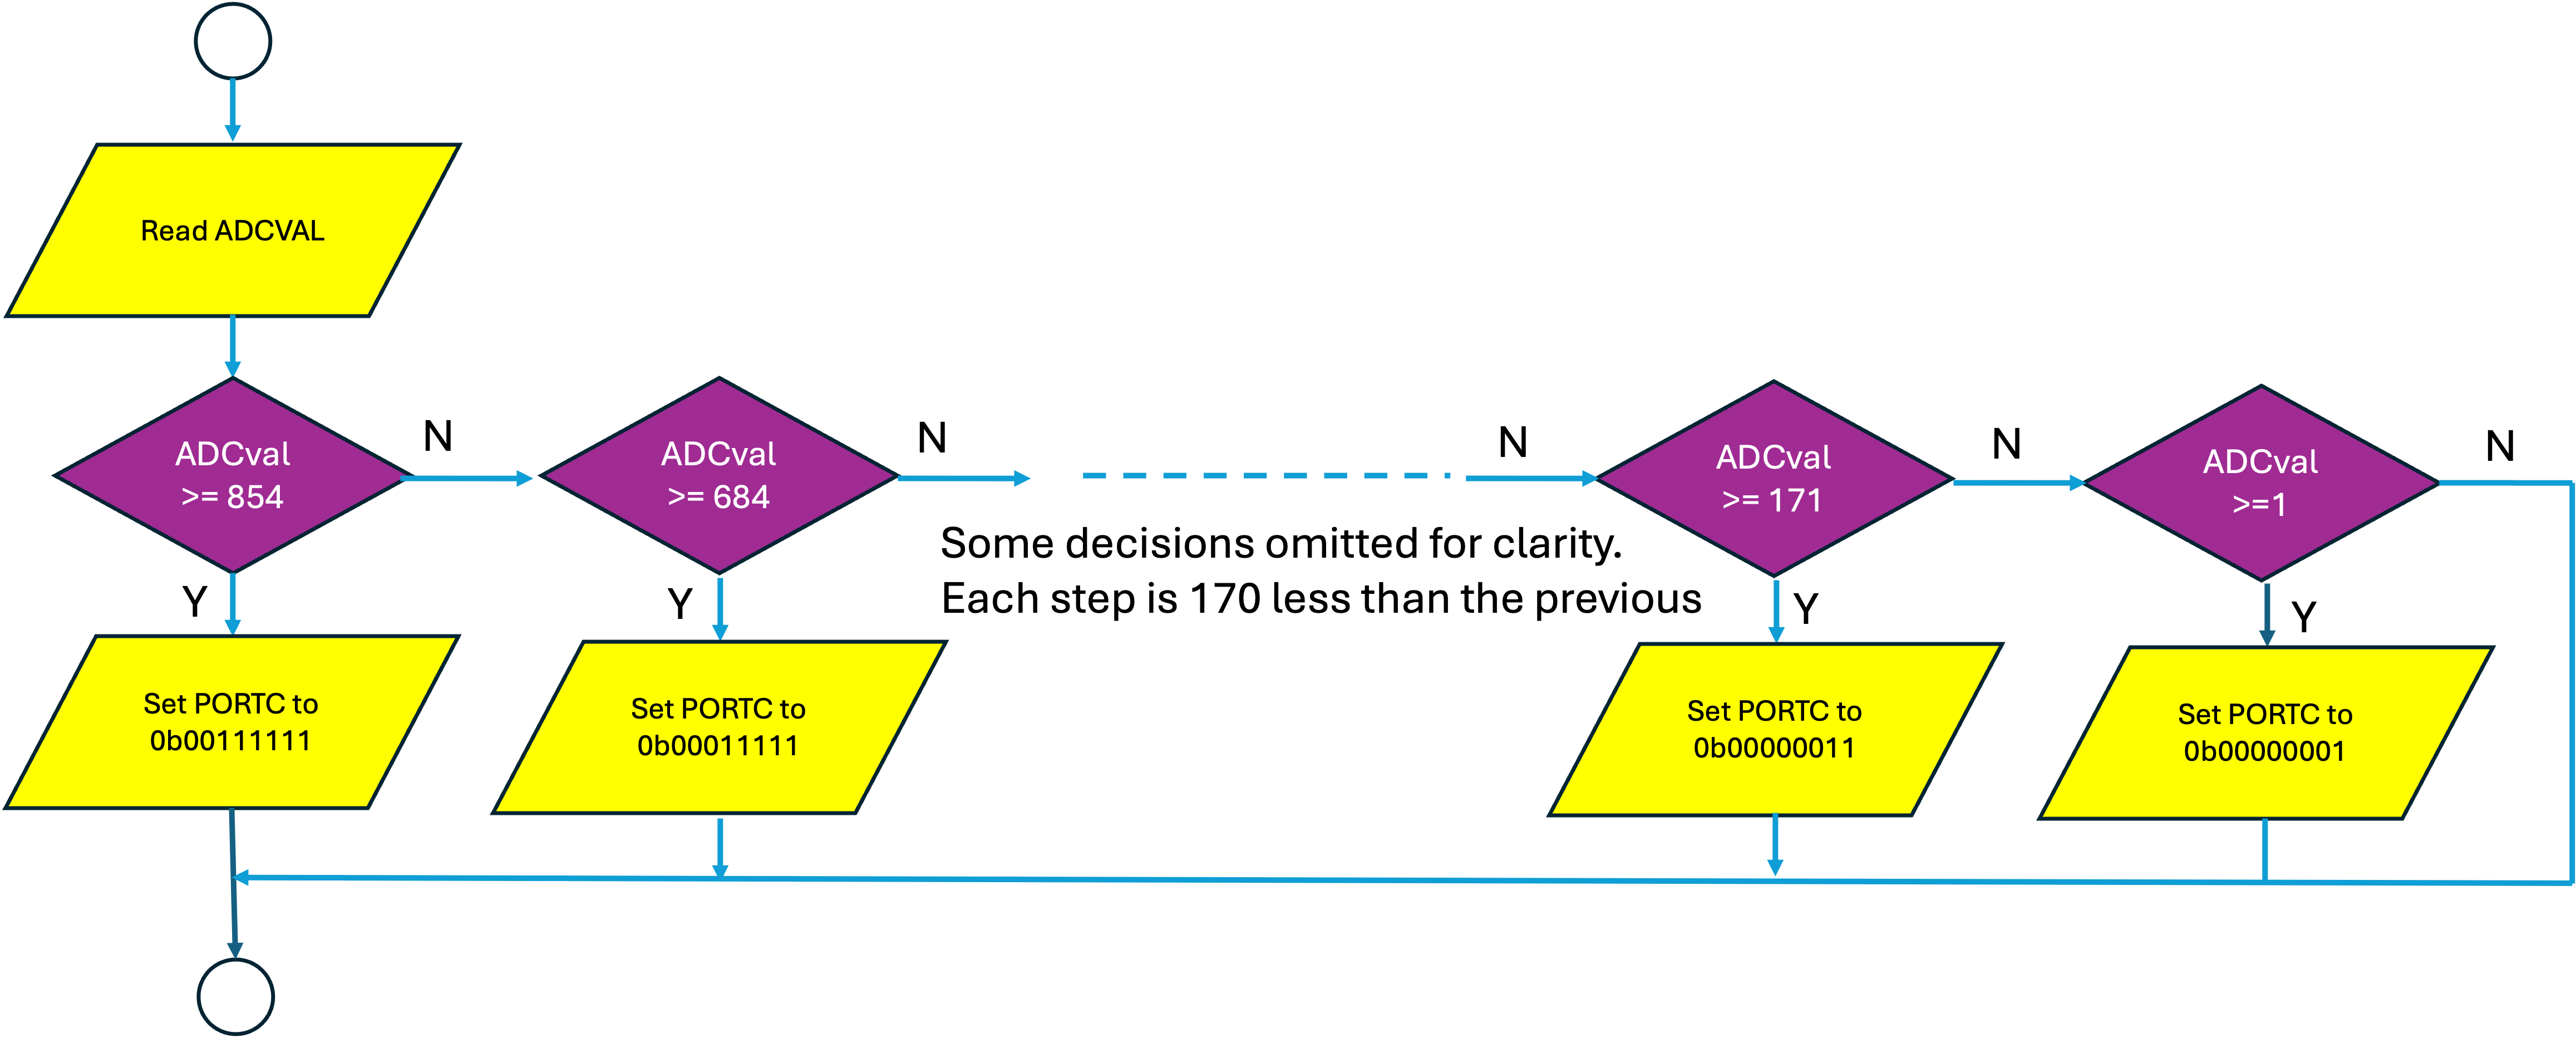 Read ADCVAL
ADCval
>= 854
N
ADCval
>= 684
N
N
ADCval
>= 171
N
ADCval
>=1
N
Some decisions omitted for clarity.
Each step is 170 less than the previous
Y
Y
Y
Y
Set PORTC to
0b00111111
Set PORTC to
0b00011111
Set PORTC to
0b00000011
Set PORTC to
0b00000001